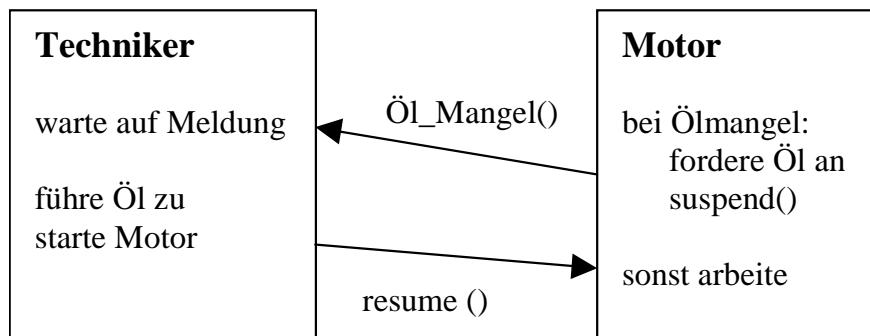 Techniker
warte auf Meldung
führe Öl zu
starte Motor
Öl_Mangel()
resume ()
Motor
bei Ölmangel:
fordere Öl an
suspend()
sonst arbeite